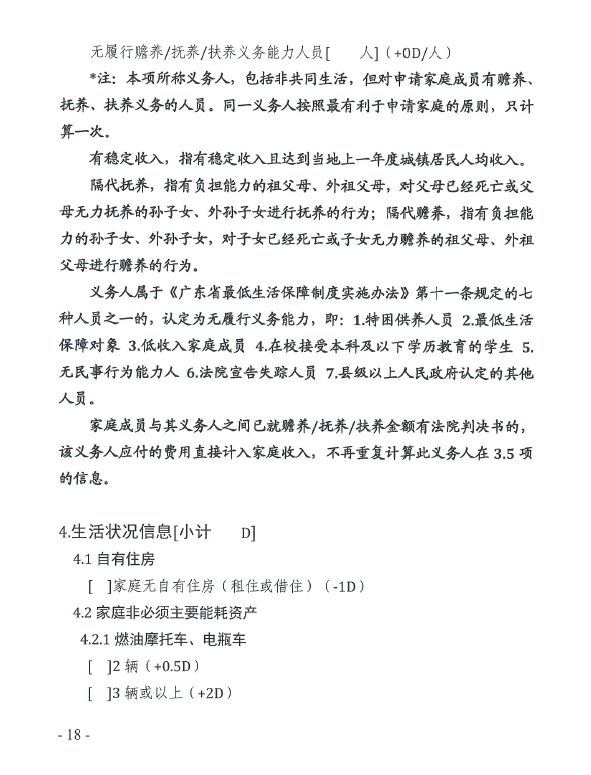 无履行赡养/抚养/扶养义务能力人员[　　人]（+0D/人）
*注：本项所称义务人，包括非共同生活，但对申请家庭成员有赡养、
抚养、扶养义务的人员。同一义务人按照最有利于申请家庭的原则，只计
算一次。
有稳定收入，指有稳定收入且达到当地上一年度城镇居民人均收入。
隔代抚养，指有负担能力的祖父母、外祖父母，对父母已经死亡或父
母无力抚养的孙子女、外孙子女进行抚养的行为；隔代赡养，指有负担能
力的孙子女、外孙子女，对子女已经死亡或子女无力赡养的祖父母、外祖
父母进行赡养的行为。
义务人属于《广东省最低生活保障制度实施办法》第十一条规定的七
种人员之一的，认定为无履行义务能力，即：1.特困供养人员 2.最低生活
保障对象 3.低收入家庭成员 4.在校接受本科及以下学历教育的学生 5.
无民事行为能力人 6.法院宣告失踪人员 7.县级以上人民政府认定的其他
人员。
家庭成员与其义务人之间已就赡养/抚养/扶养金额有法院判决书的，
该义务人应付的费用直接计入家庭收入，不再重复计算此义务人在 3.5 项
的信息。
4.生活状况信息[小计　　D]
4.1 自有住房
[　]家庭无自有住房（租住或借住）（-1D）
4.2 家庭非必须主要能耗资产
4.2.1 燃油摩托车、电瓶车
[　]2 辆（+0.5D）
[　]3 辆或以上（+2D）
- 18 -